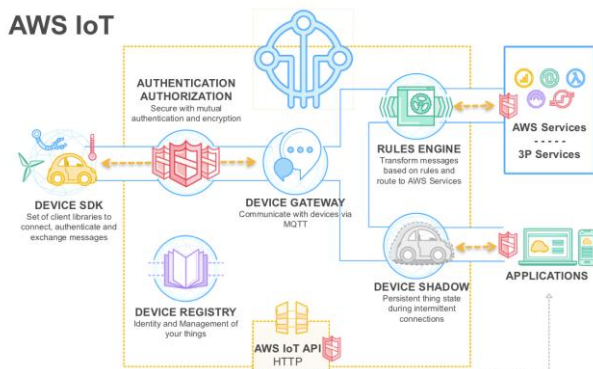 AWS IoT
AUTHENTICATION
AUTHORIZATION
Secure with mutual
authentication and encryption
DEVICE SDK
Set of client libraries to
connect, authenticate and
exchange messages
DEVICE GATEWAY
Communicate with devices via
MQTT
RULES ENGINE
Transform messages
based on rules and
route to AWS Services
AWS Services
-----
3P Services
DEVICE SHADOW
Persistent thing state
during intermittent
connections
APPLICATIONS
DEVICE REGISTRY
Identity and Management of
your things
AWS IoT API
HTTP